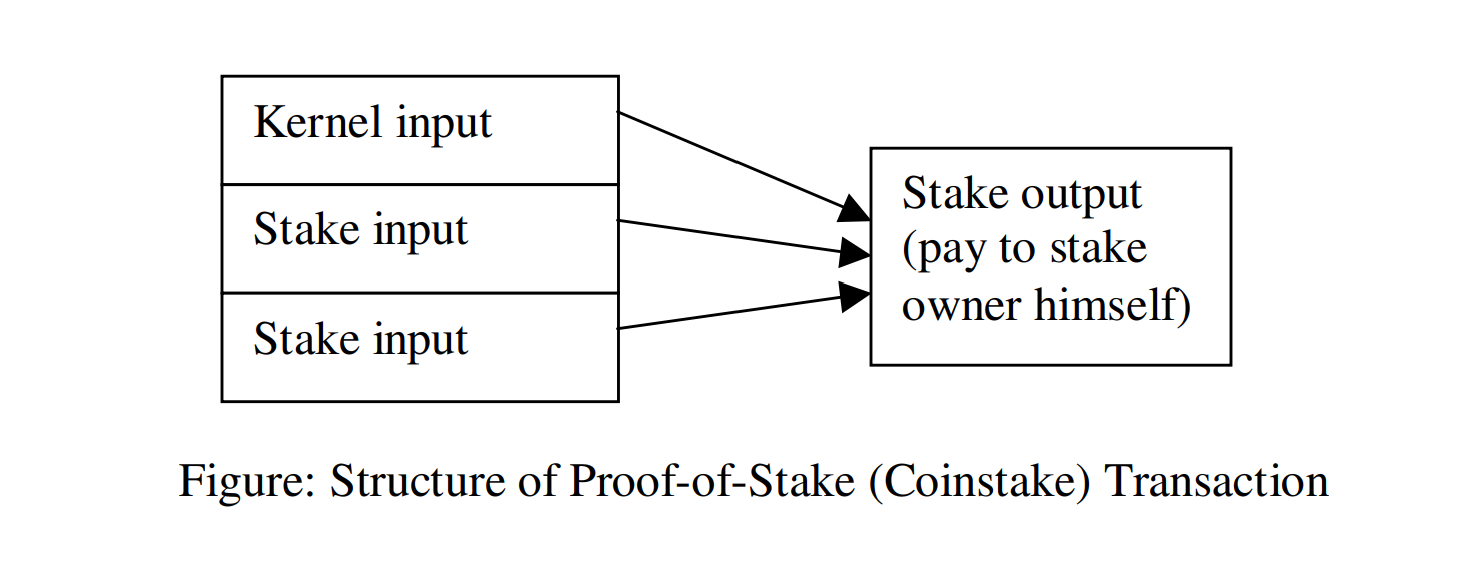 Kernel input
Stake input
Stake input
Stake output
(pay to stake
owner himself)
Figure: Structure of Proof-of-Stake (Coinstake) Transaction